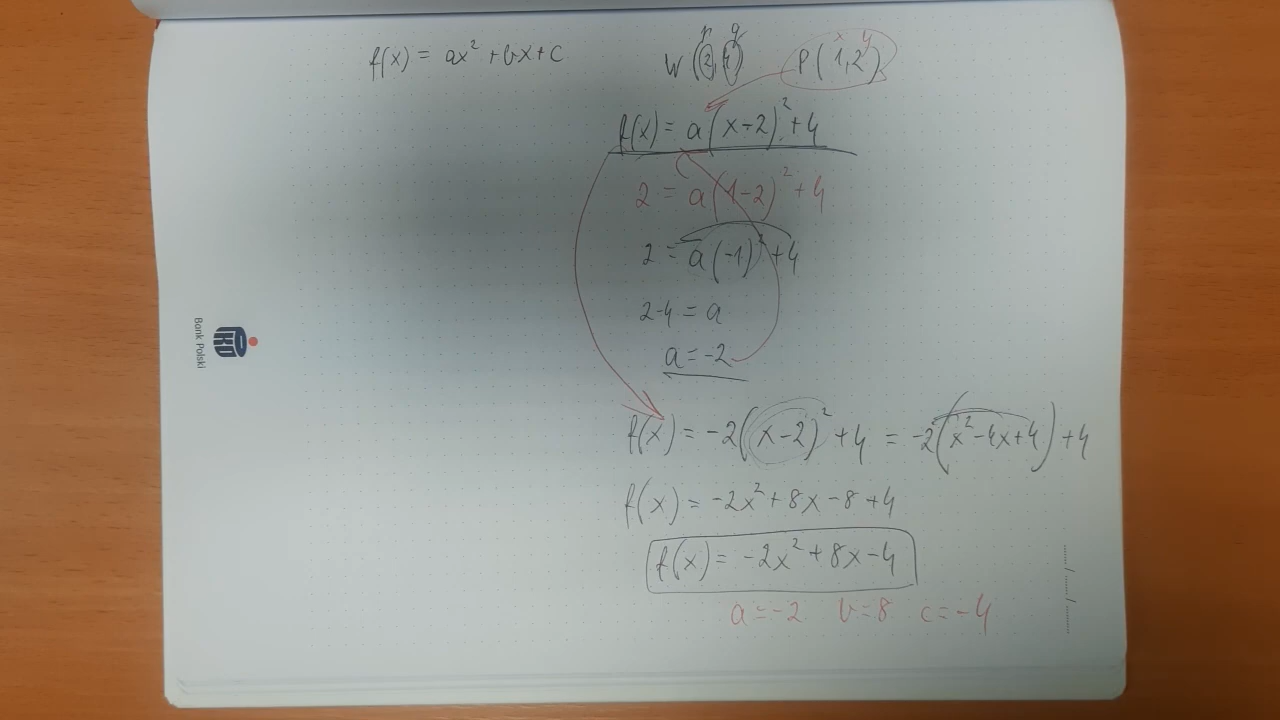 f(x) = ax² + bx + c
p q
W (2,4)
x y
P (1,2)
f(x) = a(x-2)² + 4
2 = a(1-2)² + 4
2 = a(-1)² + 4
2-4 = a
a = -2
f(x) = -2(x-2)² + 4 = -2(x²-4x+4) + 4
f(x) = -2x² + 8x - 8 + 4
f(x) = -2x² + 8x - 4
a = -2 b = 8 c = -4
PKO
Bank Polski
....../....../......